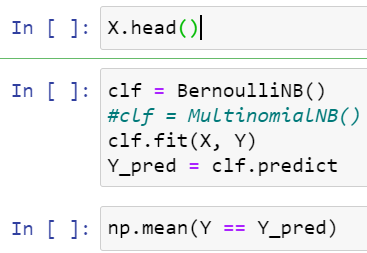 In [ ]: X.head()
In [ ]: clf = BernoulliNB()
#clf = MultinomialNB()
clf.fit(X, Y)
Y_pred = clf.predict
In [ ]: np.mean(Y == Y_pred)